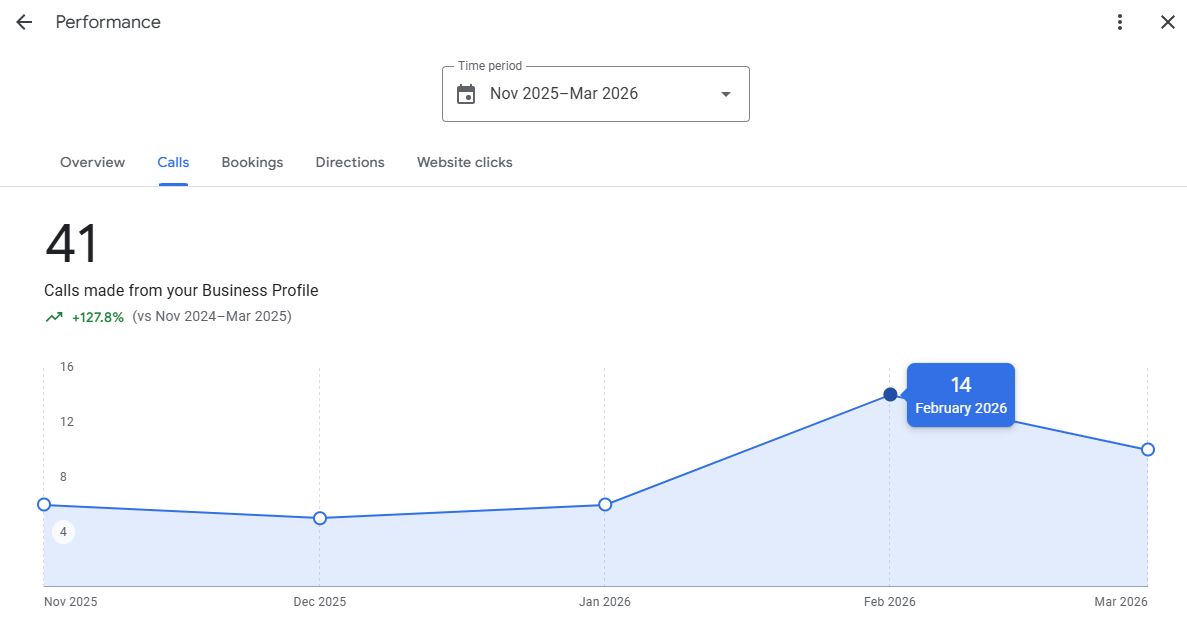 Performance
Time period
Nov 2025–Mar 2026
Overview Calls Bookings Directions Website clicks
41
Calls made from your Business Profile
+127.8% (vs Nov 2024–Mar 2025)
16
14
February 2026
12
8
4
Nov 2025 Dec 2025 Jan 2026 Feb 2026 Mar 2026